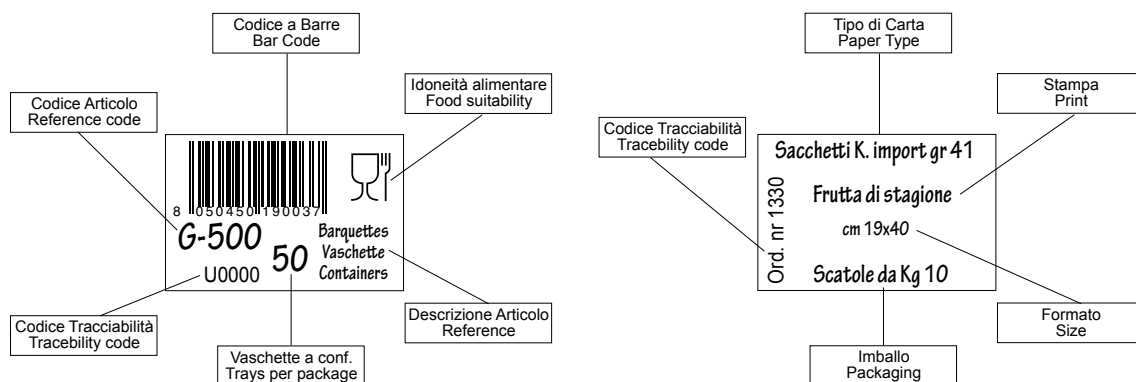 Codice a Barre
Bar Code
Idoneità alimentare
Food suitability
Codice Articolo
Reference code
8 050450 190037
G-500
50
Barquettes
Vaschette
Containers
U0000
Codice Tracciabilità
Tracebility code
Descrizione Articolo
Reference
Vaschette a conf.
Trays per package
Tipo di Carta
Paper Type
Stampa
Print
Codice Tracciabilità
Tracebility code
Sacchetti K. import gr 41
Ord. nr 1330
Frutta di stagione
cm 19x40
Scatole da Kg 10
Formato
Size
Imballo
Packaging